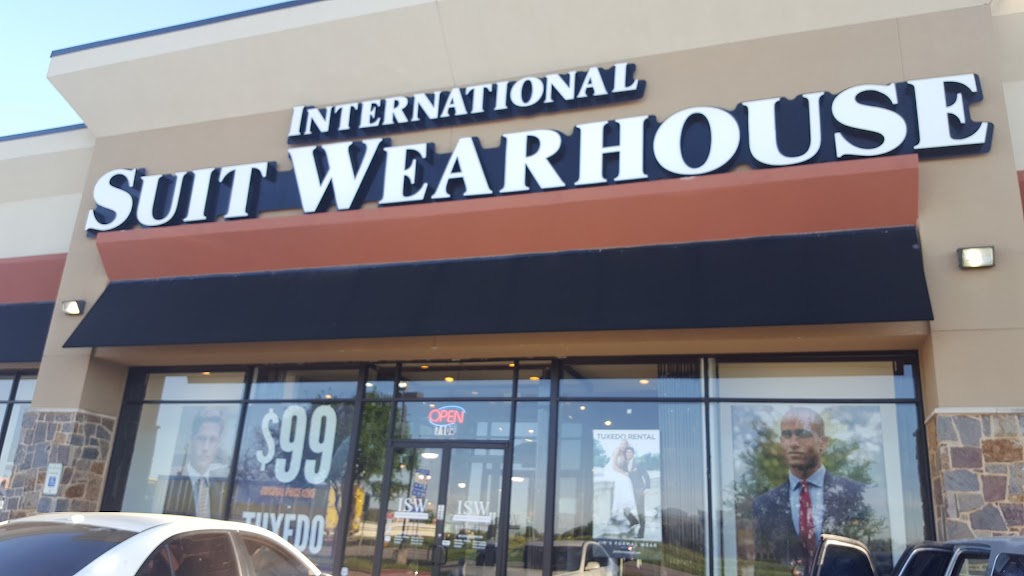 INTERNATIONAL
SUIT WEARHOUSE
OPEN
$99
TUXEDO
TUXEDO RENTAL
ISW
ISW